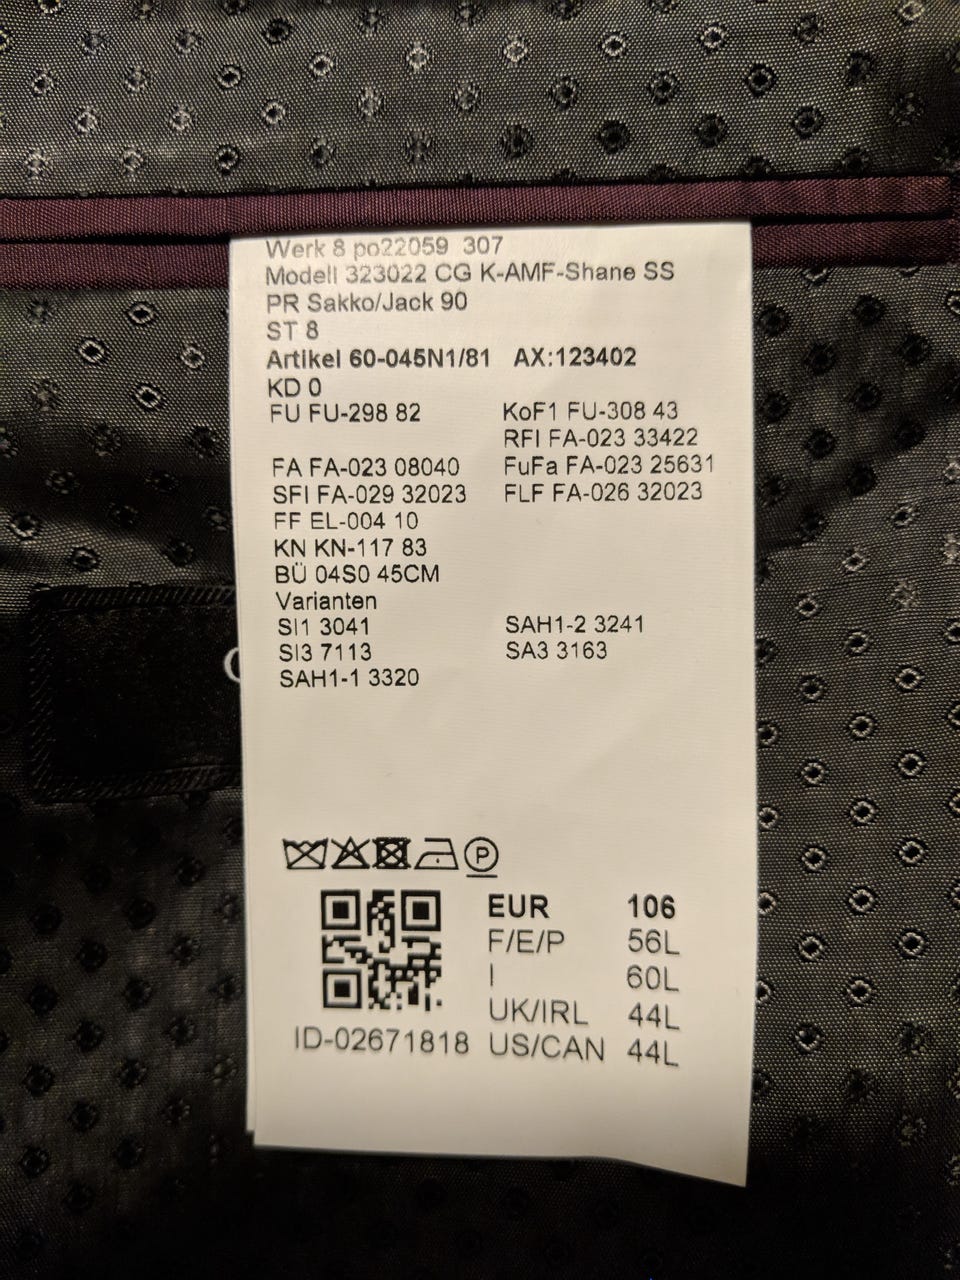 Werk 8 po22059 307
Modell 323022 CG K-AMF-Shane SS
PR Sakko/Jack 90
ST 8
Artikel 60-045N1/81 AX:123402
KD 0
FU FU-298 82 KoF1 FU-308 43
RFI FA-023 33422
FA FA-023 08040 FuFa FA-023 25631
SFI FA-029 32023 FLF FA-026 32023
FF EL-004 10
KN KN-117 83
BÜ 04S0 45CM
Varianten
SI1 3041 SAH1-2 3241
SI3 7113 SA3 3163
SAH1-1 3320
P
EUR 106
F/E/P 56L
I 60L
UK/IRL 44L
ID-02671818 US/CAN 44L